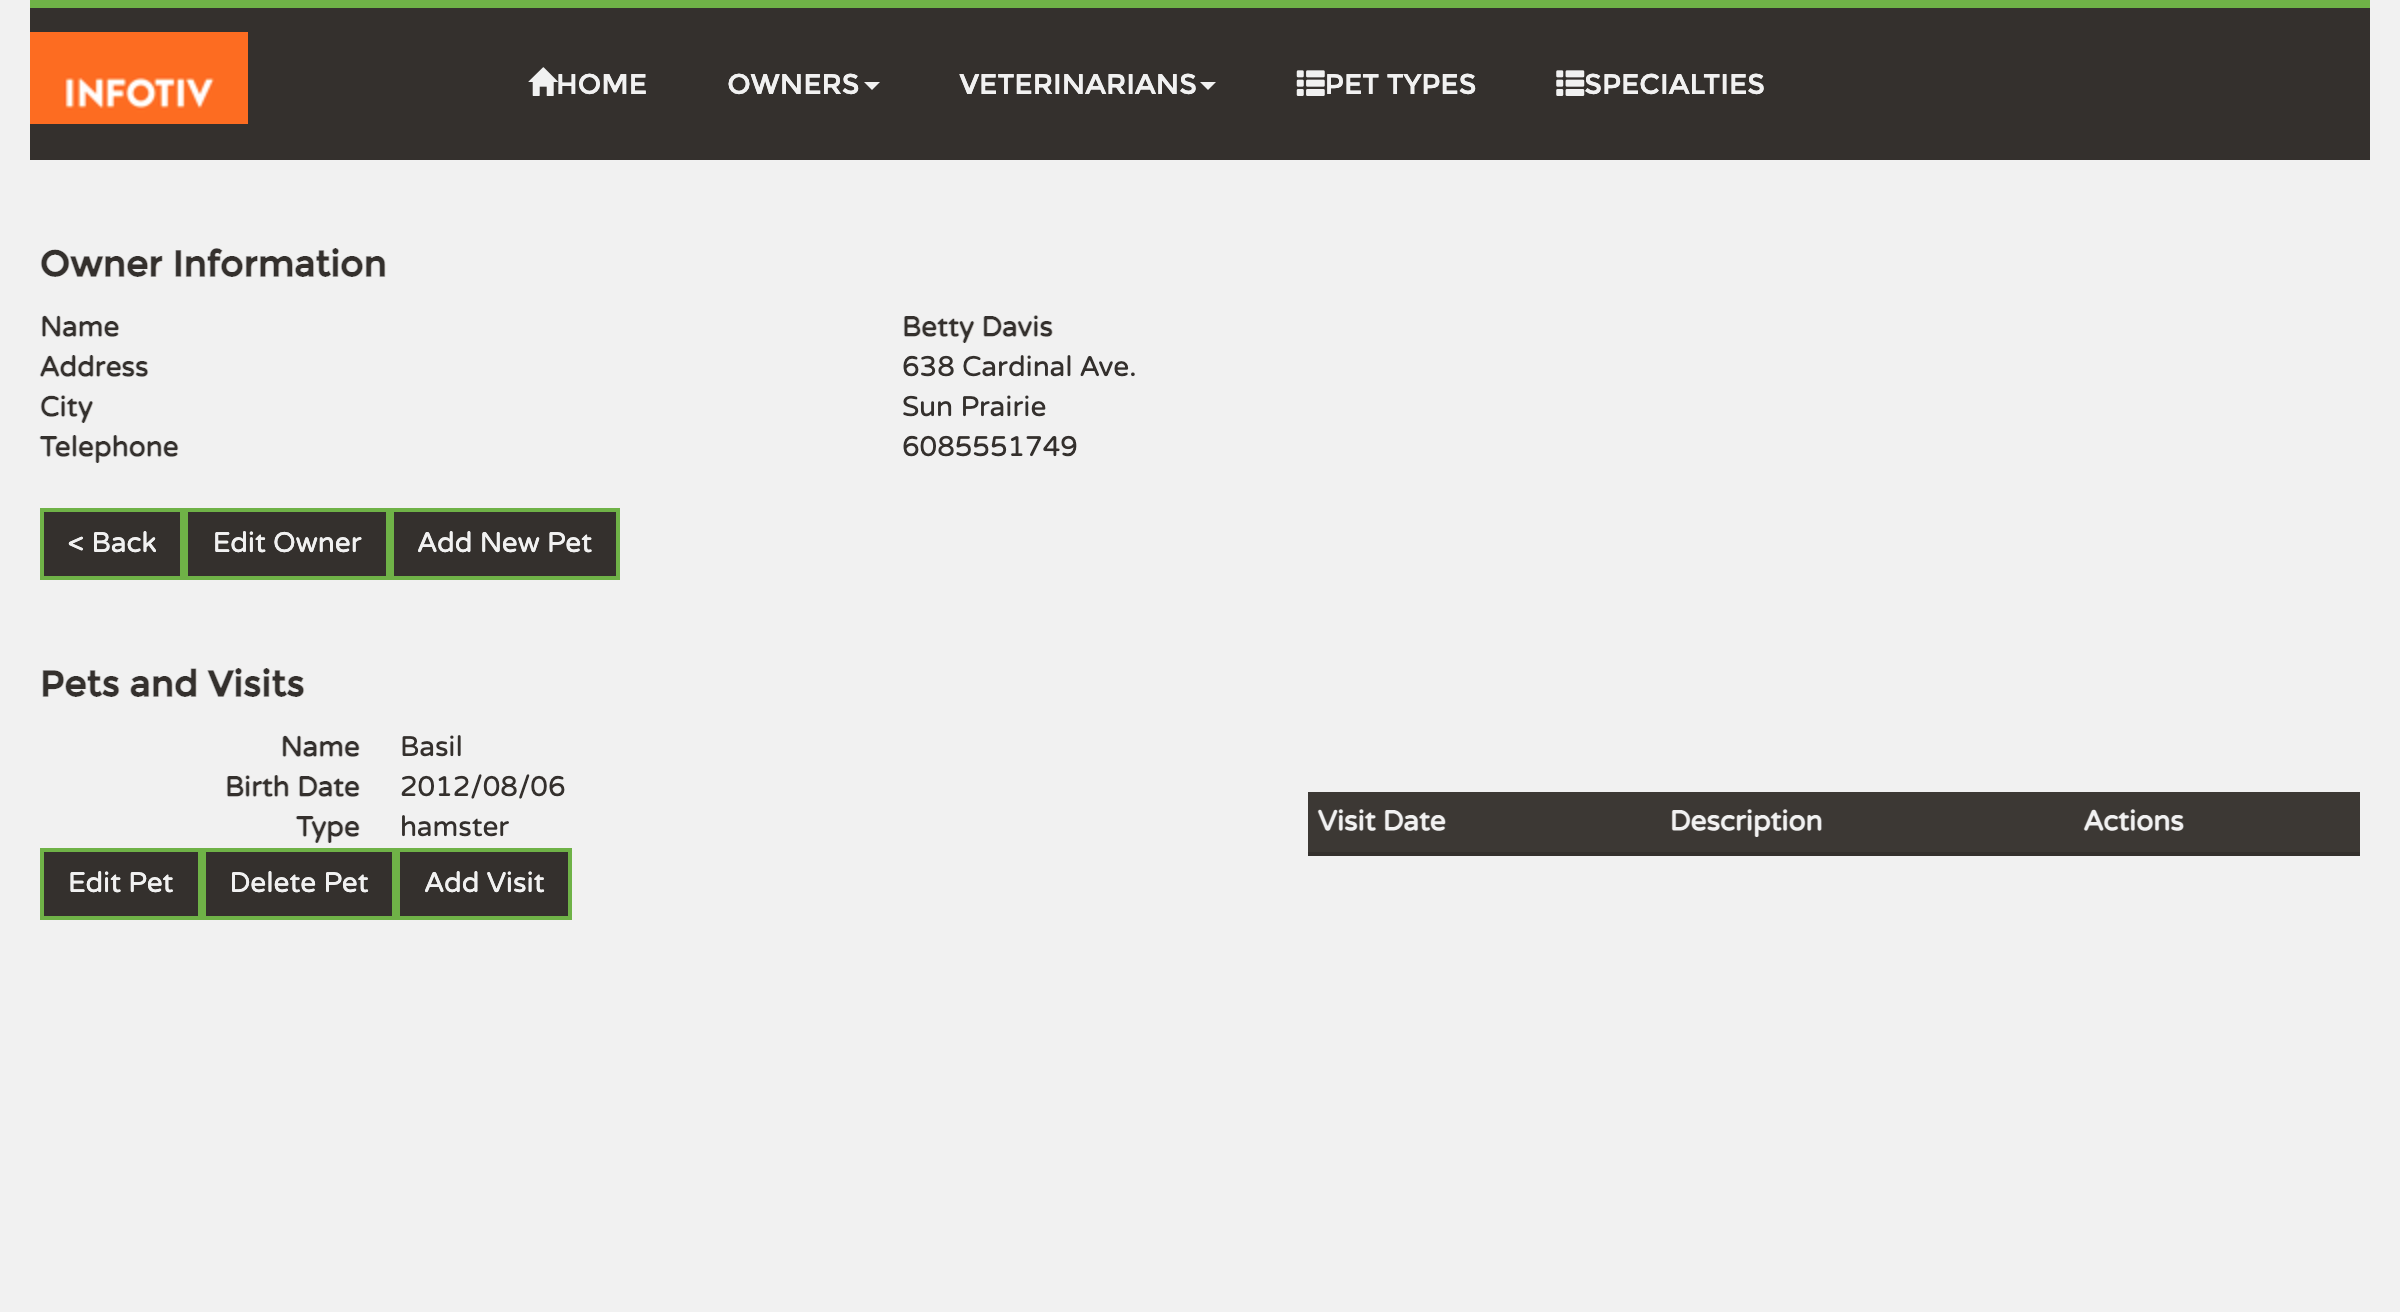 INFOTIV
HOME OWNERS VETERINARIANS PET TYPES SPECIALTIES
Owner Information
Name Betty Davis
Address 638 Cardinal Ave.
City Sun Prairie
Telephone 6085551749
< Back Edit Owner Add New Pet
Pets and Visits
Name Basil
Birth Date 2012/08/06
Type hamster
Edit Pet Delete Pet Add Visit
Visit Date Description Actions